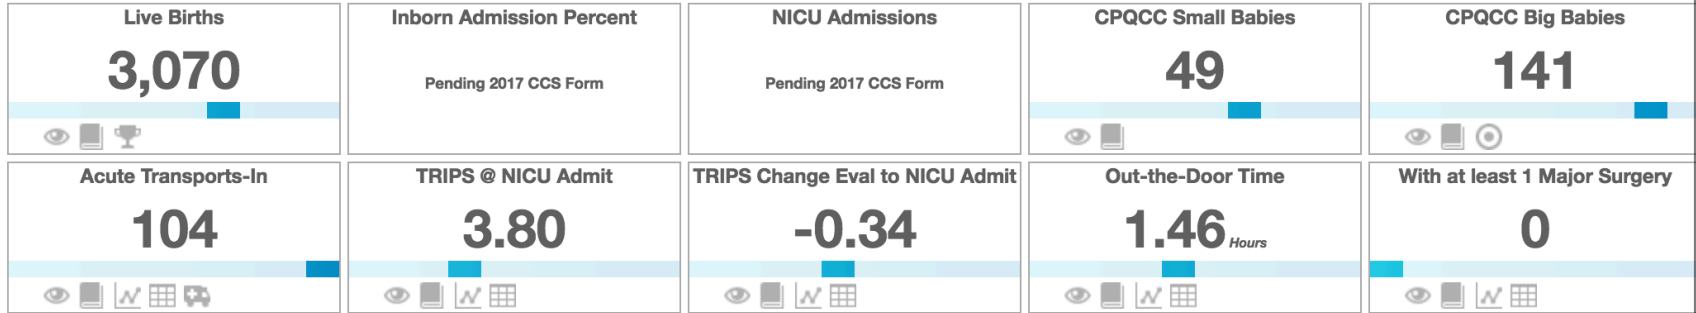 Live Births
3,070
Inborn Admission Percent
Pending 2017 CCS Form
NICU Admissions
Pending 2017 CCS Form
CPQCC Small Babies
49
CPQCC Big Babies
141
Acute Transports-In
104
TRIPS @ NICU Admit
3.80
TRIPS Change Eval to NICU Admit
-0.34
Out-the-Door Time
1.46 Hours
With at least 1 Major Surgery
0